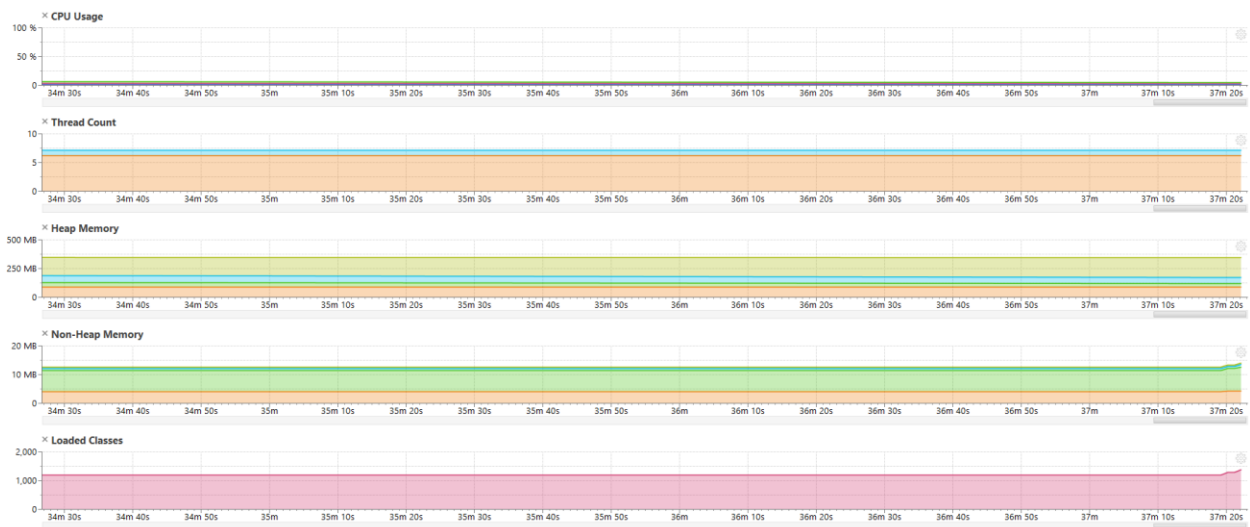 × CPU Usage
100 %
50 %
0
34m 30s 34m 40s 34m 50s 35m 35m 10s 35m 20s 35m 30s 35m 40s 35m 50s 36m 36m 10s 36m 20s 36m 30s 36m 40s 36m 50s 37m 37m 10s 37m 20s
× Thread Count
10
5
0
34m 30s 34m 40s 34m 50s 35m 35m 10s 35m 20s 35m 30s 35m 40s 35m 50s 36m 36m 10s 36m 20s 36m 30s 36m 40s 36m 50s 37m 37m 10s 37m 20s
× Heap Memory
500 MB
250 MB
0
34m 30s 34m 40s 34m 50s 35m 35m 10s 35m 20s 35m 30s 35m 40s 35m 50s 36m 36m 10s 36m 20s 36m 30s 36m 40s 36m 50s 37m 37m 10s 37m 20s
× Non-Heap Memory
20 MB
10 MB
0
34m 30s 34m 40s 34m 50s 35m 35m 10s 35m 20s 35m 30s 35m 40s 35m 50s 36m 36m 10s 36m 20s 36m 30s 36m 40s 36m 50s 37m 37m 10s 37m 20s
× Loaded Classes
2,000
1,000
0
34m 30s 34m 40s 34m 50s 35m 35m 10s 35m 20s 35m 30s 35m 40s 35m 50s 36m 36m 10s 36m 20s 36m 30s 36m 40s 36m 50s 37m 37m 10s 37m 20s